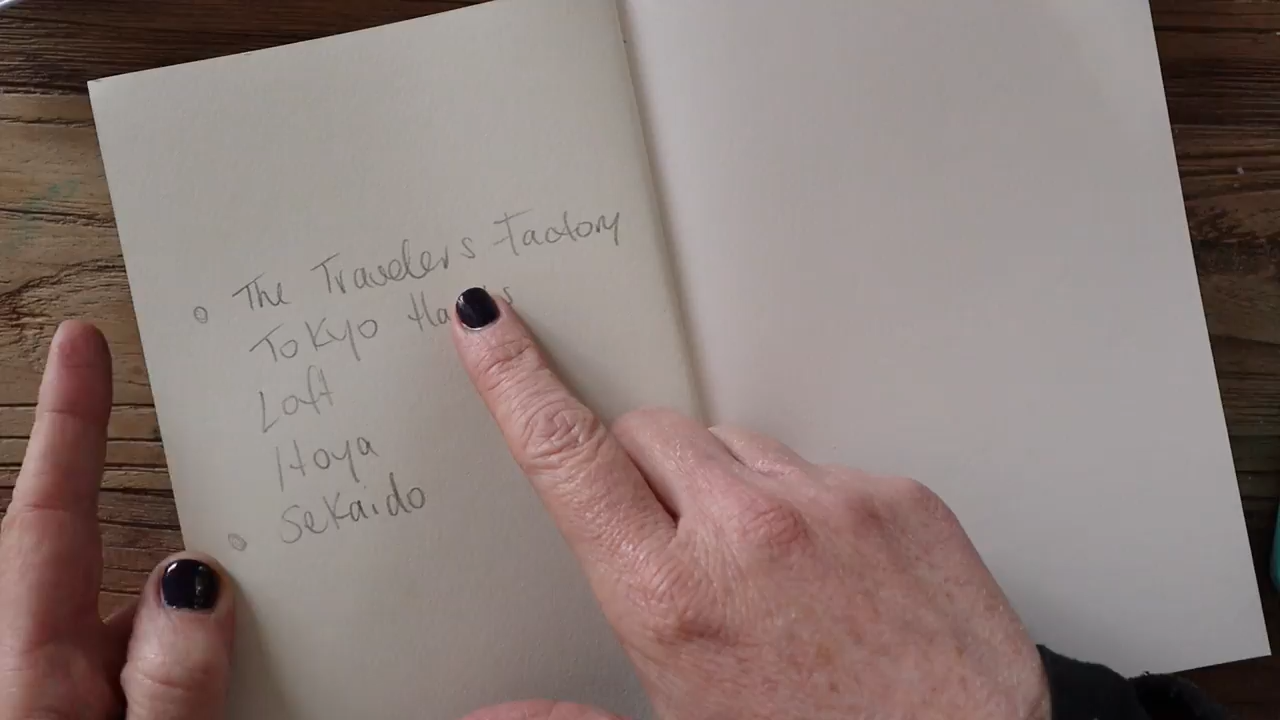 The Travelers Factory
Tokyo
Loft
Itoya
Sekaido